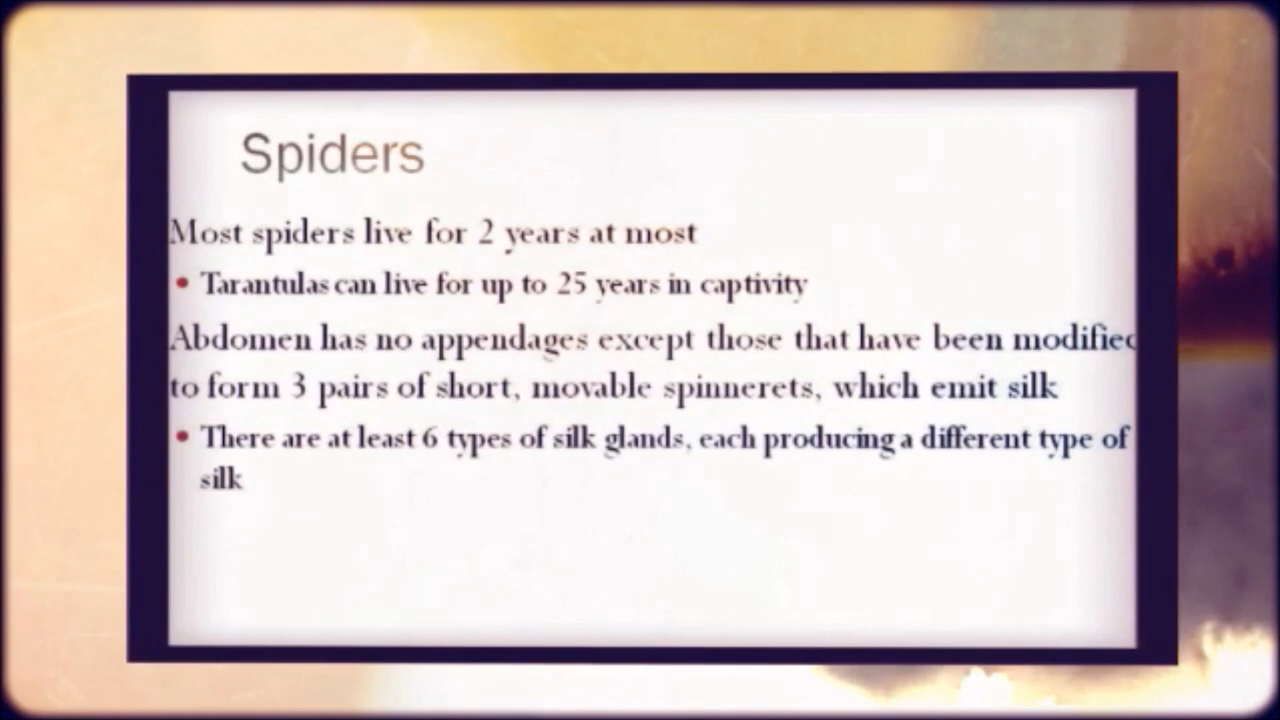 Spiders
Most spiders live for 2 years at most
• Tarantulas can live for up to 25 years in captivity
Abdomen has no appendages except those that have been modified
to form 3 pairs of short, movable spinnerets, which emit silk
• There are at least 6 types of silk glands, each producing a different type of
silk